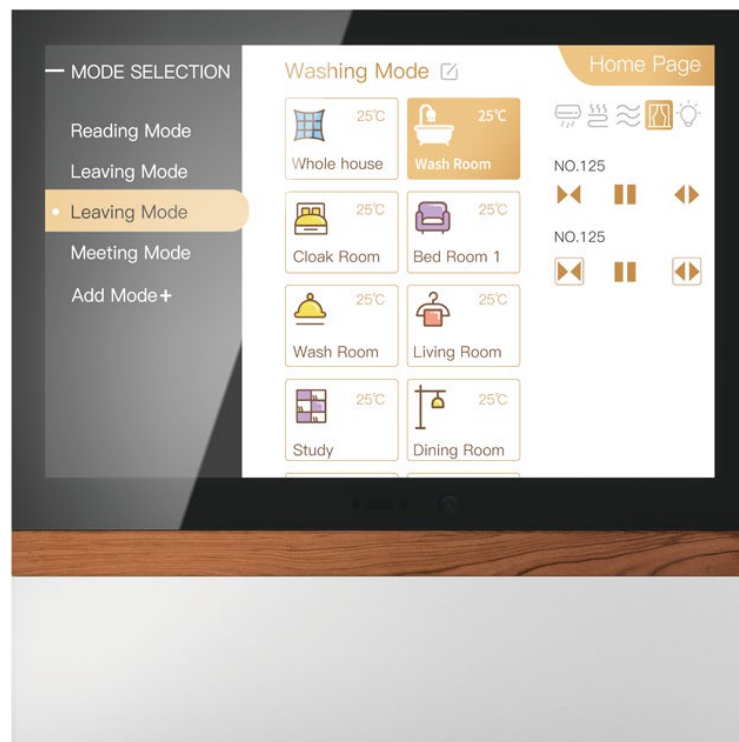 MODE SELECTION
Reading Mode
Leaving Mode
Leaving Mode
Meeting Mode
Add Mode+
Washing Mode
Home Page
25℃
Whole house
25℃
Wash Room
25℃
Cloak Room
25℃
Bed Room 1
25℃
Wash Room
25℃
Living Room
25℃
Study
25℃
Dining Room
NO.125
NO.125